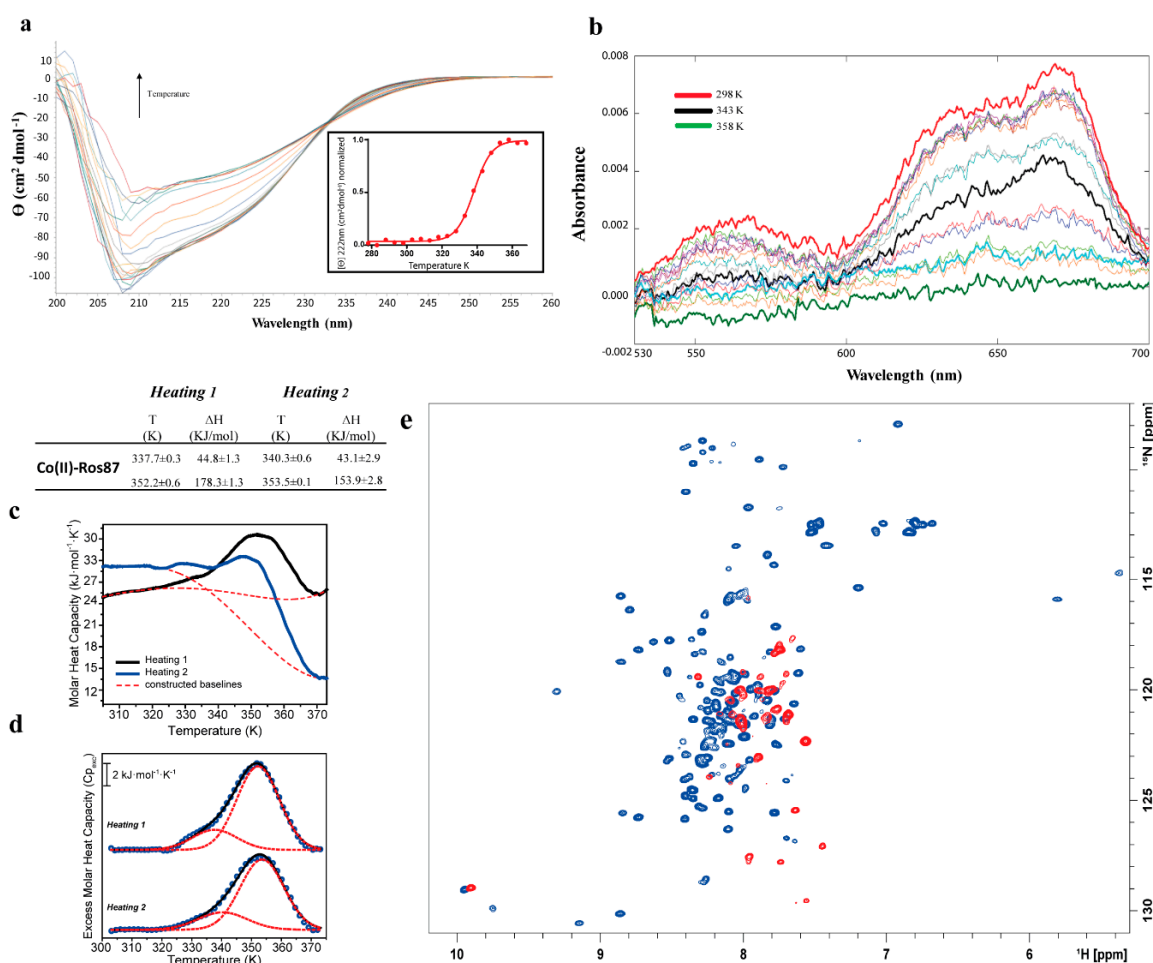 a
Θ (cm² dmol⁻¹)
10
0
-10
-20
-30
-40
-50
-60
-70
-80
-90
-100
Temperature
200 205 210 215 220 225 230 235 240 245 250 255 260
Wavelength (nm)
[Θ] 222nm (cm²dmol⁻¹) normalized
1.0
0.5
0.0
280 300 320 340 360
Temperature K
b
Absorbance
0.008
0.006
0.004
0.002
0.000
-0.002
298 K
343 K
358 K
530 550 600 650 700
Wavelength (nm)
Heating 1 Heating 2
T ΔH T ΔH
(K) (KJ/mol) (K) (KJ/mol)
Co(II)-Ros87
337.7±0.3 44.8±1.3 340.3±0.6 43.1±2.9
352.2±0.6 178.3±1.3 353.5±0.1 153.9±2.8
c
Molar Heat Capacity (kJ·mol⁻¹·K⁻¹)
30
33
27
24
21
18
15
12
Heating 1
Heating 2
constructed baselines
310 320 330 340 350 360 370
Temperature (K)
d
Excess Molar Heat Capacity (Cp
2 kJ·mol⁻¹·K⁻¹
Heating 1
Heating 2
300 310 320 330 340 350 360 370
Temperature (K)
e
¹⁵N [ppm]
115
120
125
130
10 9 8 7 6 ¹H [ppm]